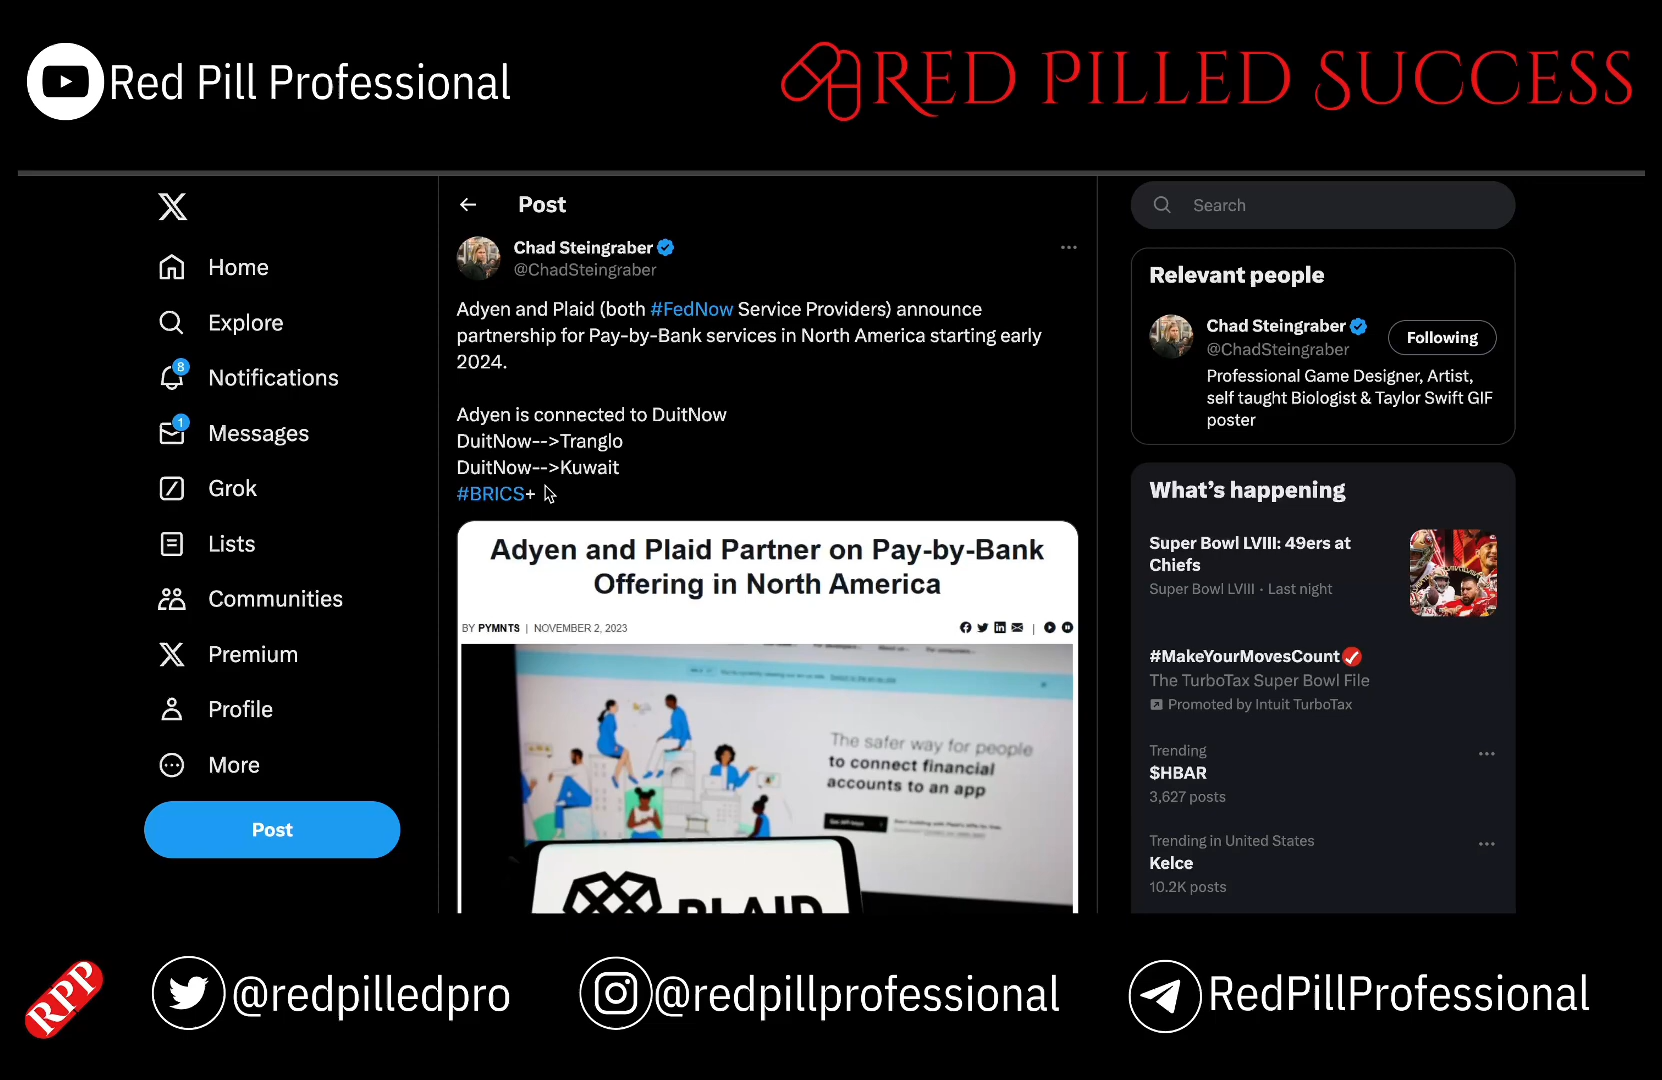 Red Pill Professional
RED PILLED SUCCESS
X
Home
Explore
8
Notifications
1
Messages
Grok
Lists
Communities
Premium
Profile
More
Post
Post
Chad Steingraber
@ChadSteingraber
Adyen and Plaid (both #FedNow Service Providers) announce
partnership for Pay-by-Bank services in North America starting early
2024.
Adyen is connected to DuitNow
DuitNow-->Tranglo
DuitNow-->Kuwait
#BRICS+
Adyen and Plaid Partner on Pay-by-Bank
Offering in North America
BY PYMNTS | NOVEMBER 2, 2023
The safer way for people
to connect financial
accounts to an app
PLAID
Search
Relevant people
Chad Steingraber
@ChadSteingraber
Following
Professional Game Designer, Artist,
self taught Biologist & Taylor Swift GIF
poster
What's happening
Super Bowl LVIII: 49ers at
Chiefs
Super Bowl LVIII · Last night
#MakeYourMovesCount
The TurboTax Super Bowl File
Promoted by Intuit TurboTax
Trending
$HBAR
3,627 posts
Trending in United States
Kelce
10.2K posts
RPP
@redpilledpro
@redpillprofessional
RedPillProfessional